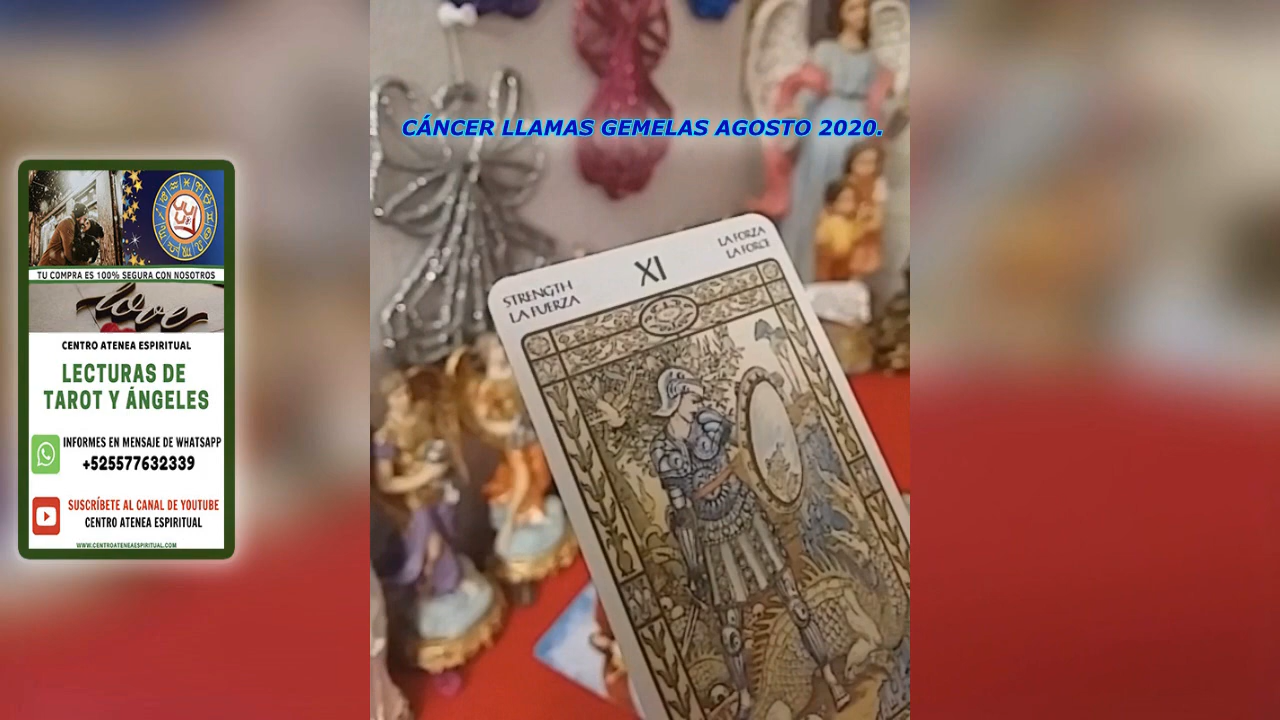 CÁNCER LLAMAS GEMELAS AGOSTO 2020.
TU COMPRA ES 100% SEGURA CON NOSOTROS
love
CENTRO ATENEA ESPIRITUAL
LECTURAS DE
TAROT Y ÁNGELES
INFORMES EN MENSAJE DE WHATSAPP
+525577632339
SUSCRÍBETE AL CANAL DE YOUTUBE
CENTRO ATENEA ESPIRITUAL
WWW.CENTROATENEAESPIRITUAL.COM
STRENGTH
LA FUERZA
XI
LA FORZA
LA FORCE